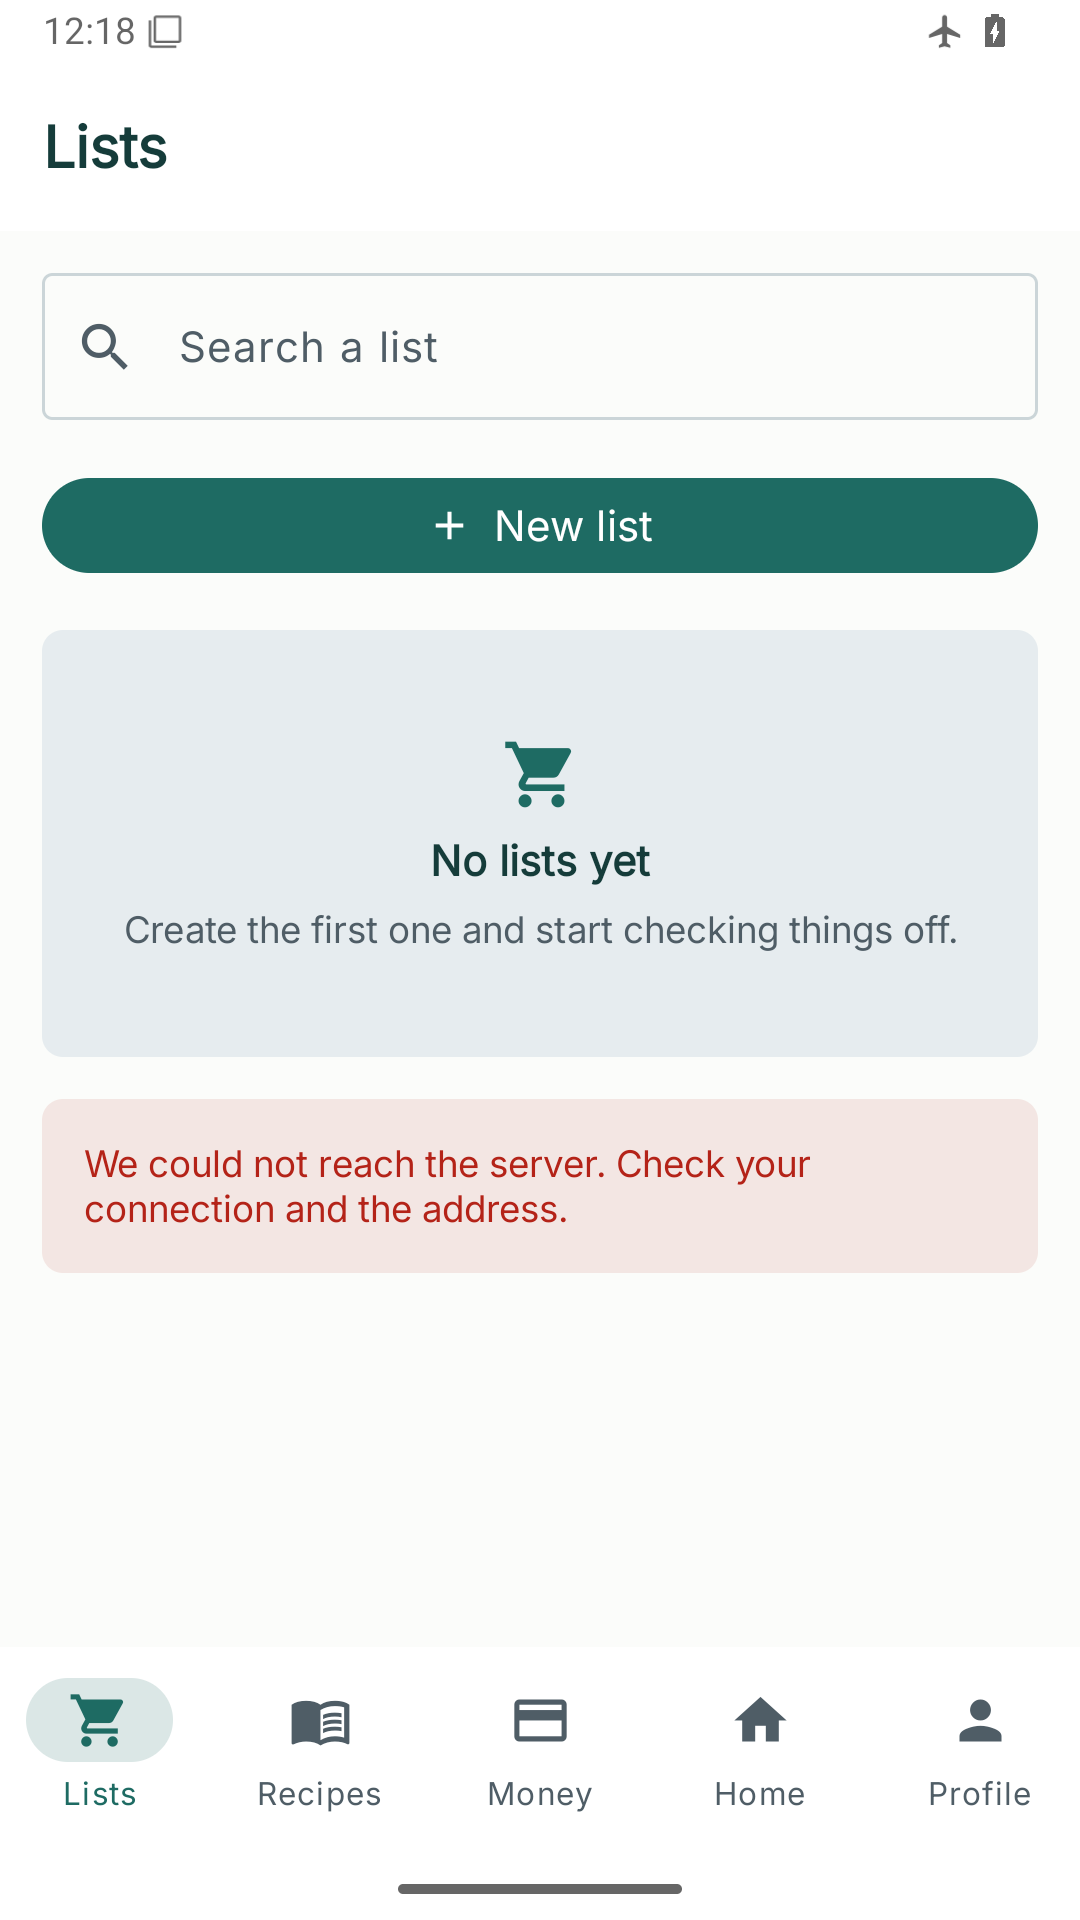 12:18
Lists
Search a list
New list
No lists yet
Create the first one and start checking things off.
We could not reach the server. Check your
connection and the address.
Lists
Recipes
Money
Home
Profile